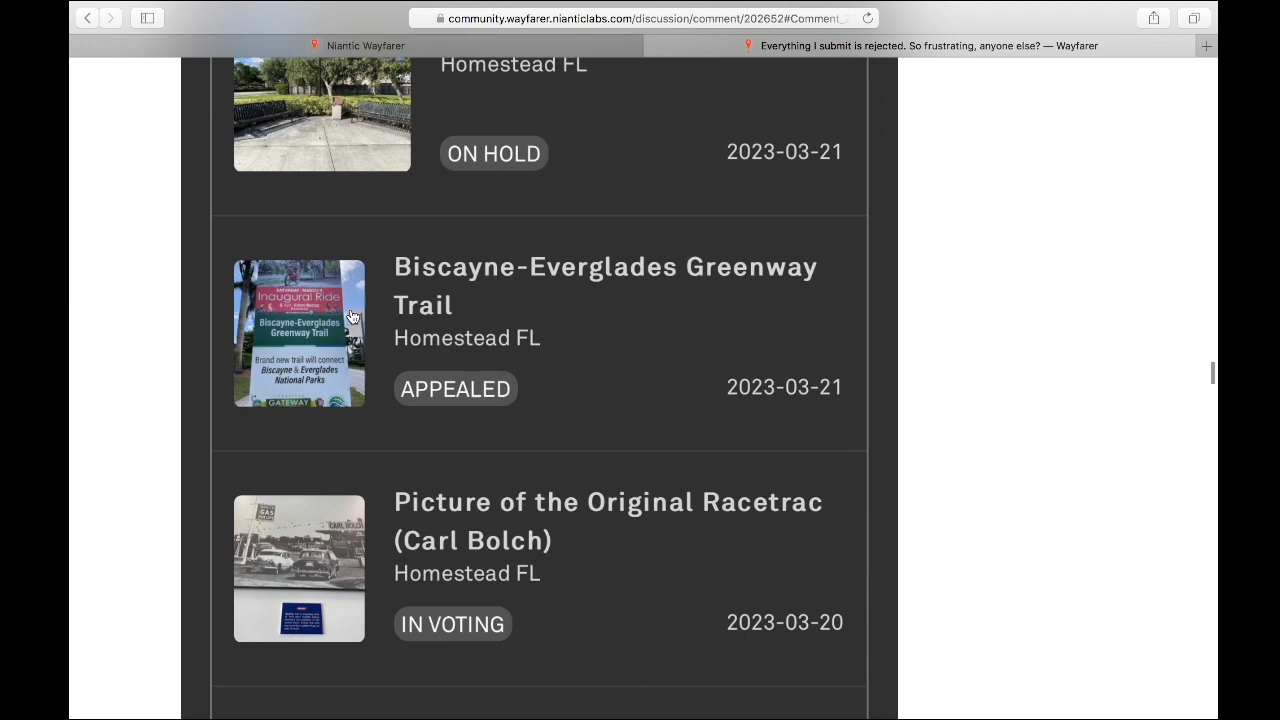 community.wayfarer.nianticlabs.com/discussion/comment/202652#Comment_2
Niantic Wayfarer
Everything I submit is rejected. So frustrating, anyone else? — Wayfarer
Homestead FL
ON HOLD
2023-03-21
Biscayne-Everglades Greenway
Trail
Homestead FL
APPEALED
2023-03-21
Inaugural Ride
Biscayne-Everglades
Greenway Trail
Brand new trail will connect
Biscayne & Everglades
National Parks
GATEWAY
Picture of the Original Racetrac
(Carl Bolch)
Homestead FL
IN VOTING
2023-03-20
GAS